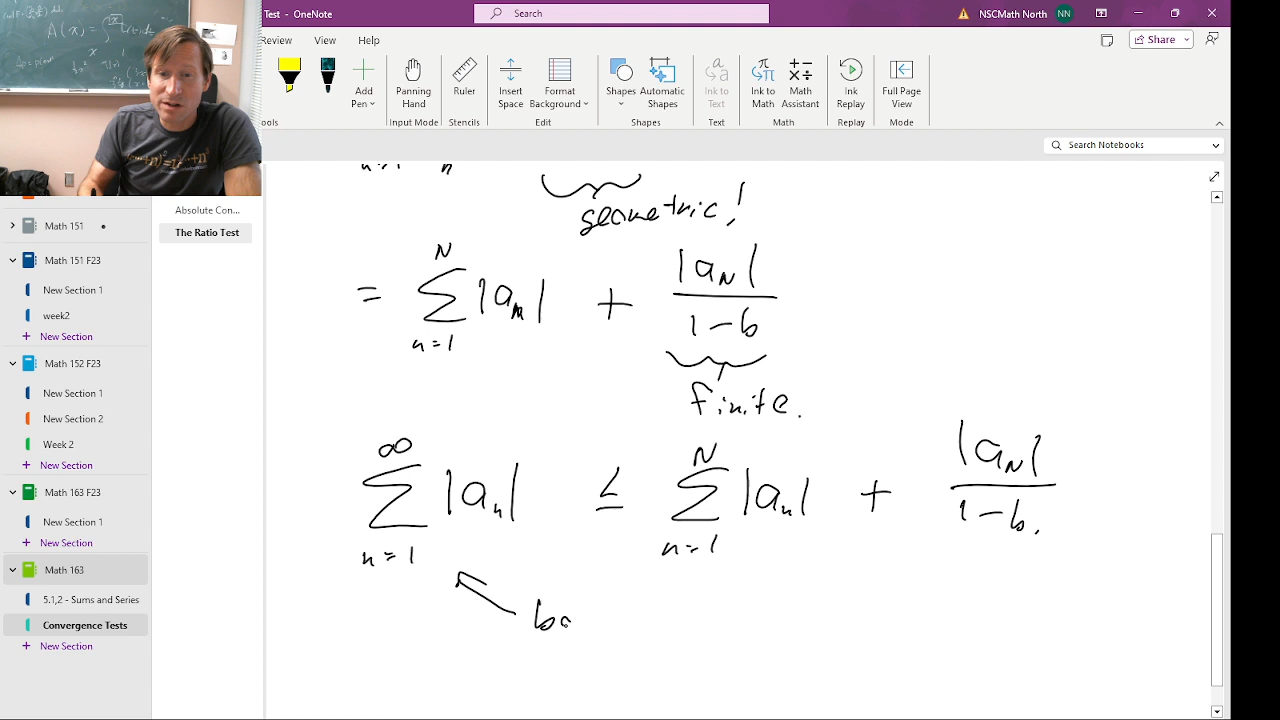 Test - OneNote
Search
NSCMath North NN
Review View Help
Share
Add Pen
Panning Hand
Ruler
Insert Space
Format Background
Shapes
Automatic Shapes
Ink to Text
Ink to Math
Math Assistant
Ink Replay
Full Page View
ools
Input Mode
Stencils
Edit
Shapes
Text
Math
Replay
Mode
Search Notebooks
Math 151
Math 151 F23
New Section 1
week2
+ New Section
Math 152 F23
New Section 1
New Section 2
Week 2
+ New Section
Math 163 F23
New Section 1
+ New Section
Math 163
5.1,2 - Sums and Series
Convergence Tests
+ New Section
Absolute Con...
The Ratio Test
geometric!
= ∑_{n=1}^{N} |a_n| + |a_N| / (1-b)
finite.
∑_{n=1}^{∞} |a_n| ≤ ∑_{n=1}^{N} |a_n| + |a_N| / (1-b).